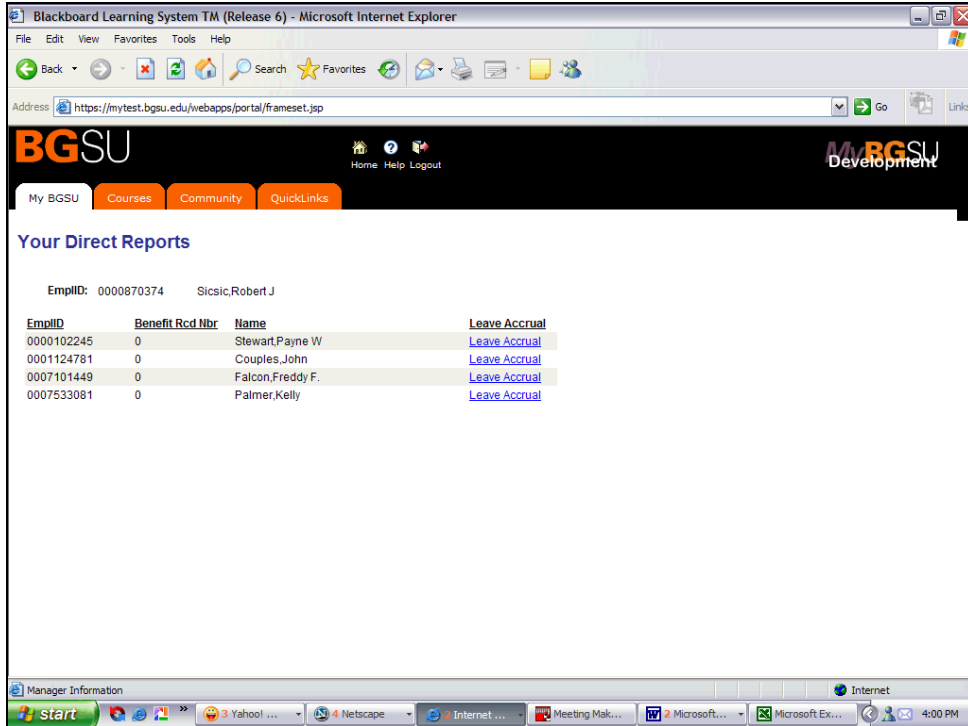 Blackboard Learning System TM (Release 6) - Microsoft Internet Explorer
File Edit View Favorites Tools Help
Back Search Favorites
Address https://mytest.bgsu.edu/webapps/portal/frameset.jsp Go Links
BGSU
Home Help Logout
MyBGSU
Development
My BGSU Courses Community QuickLinks
Your Direct Reports
EmplID: 0000870374 Sicsic,Robert J
EmplID Benefit Rcd Nbr Name Leave Accrual
0000102245 0 Stewart,Payne W Leave Accrual
0001124781 0 Couples,John Leave Accrual
0007101449 0 Falcon,Freddy F. Leave Accrual
0007533081 0 Palmer,Kelly Leave Accrual
Manager Information Internet
start » 3 Yahoo! ... 4 Netscape 2 Internet ... Meeting Mak... 2 Microsoft... Microsoft Ex... 4:00 PM